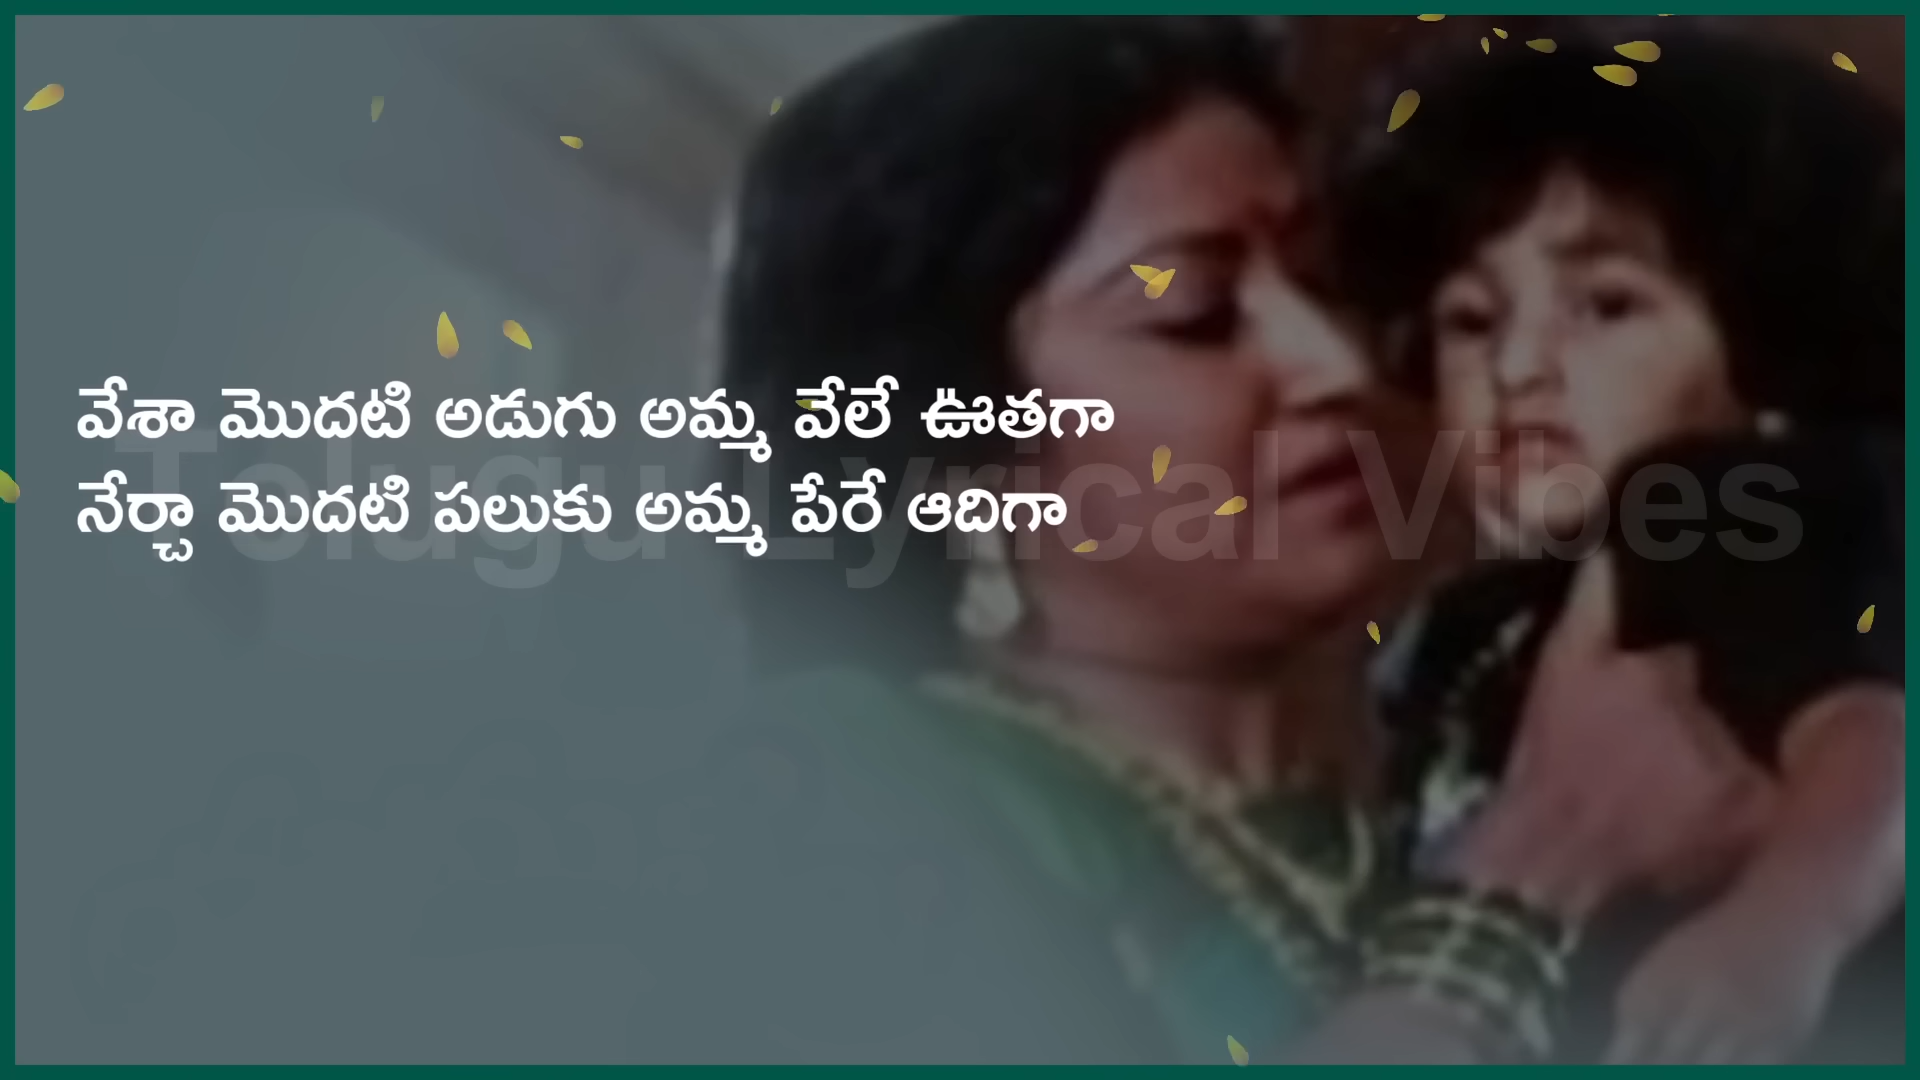 వేశా మొదటి అడుగు అమ్మ వేలే ఊతగా
నేర్చా మొదటి పలుకు అమ్మ పేరే ఆదిగా
Telugu Lyrical Vibes